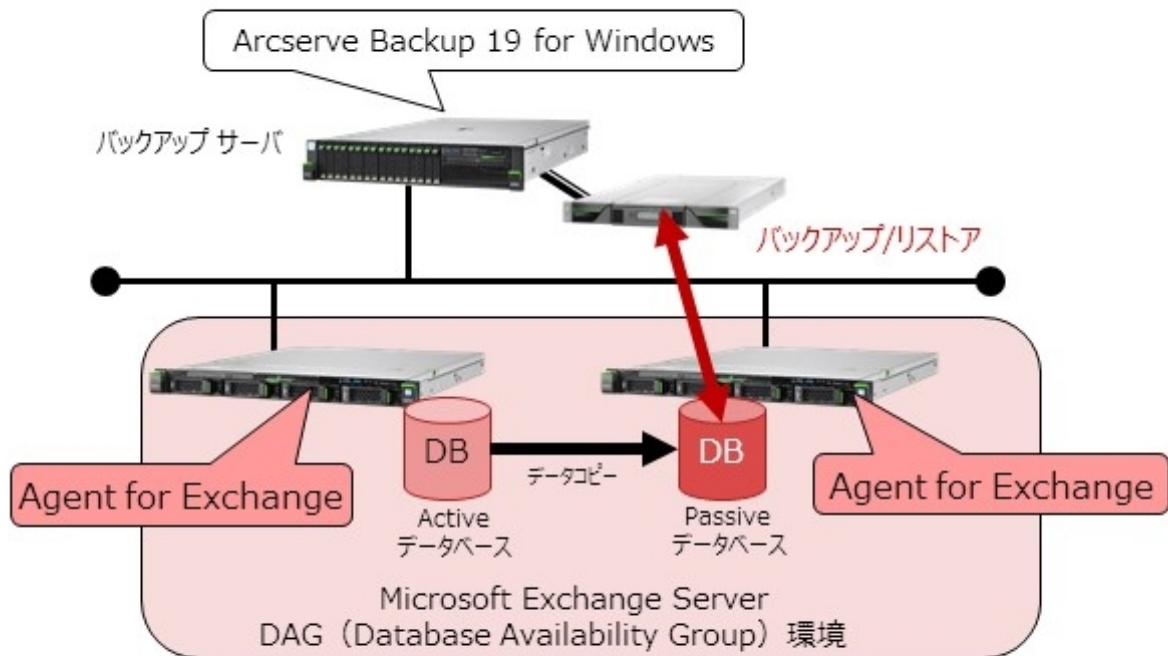 Arcserve Backup 19 for Windows
バックアップ サーバ
バックアップ/リストア
DB
データコピー
DB
Agent for Exchange
Agent for Exchange
Active
データベース
Passive
データベース
Microsoft Exchange Server
DAG（Database Availability Group）環境